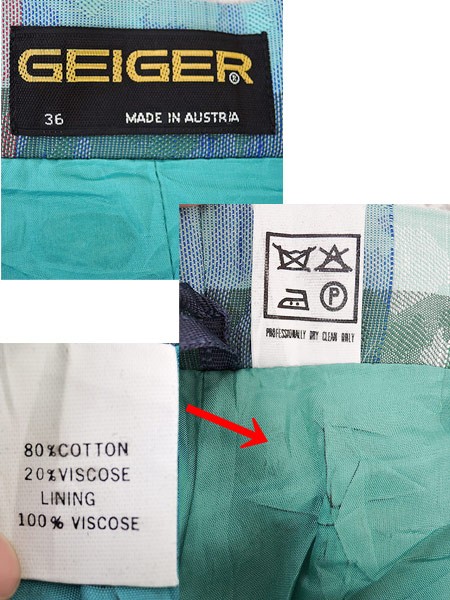 GEIGER®
36 MADE IN AUSTRIA
P
PROFESSIONALLY DRY CLEAN ONLY
80%COTTON
20%VISCOSE
LINING
100% VISCOSE